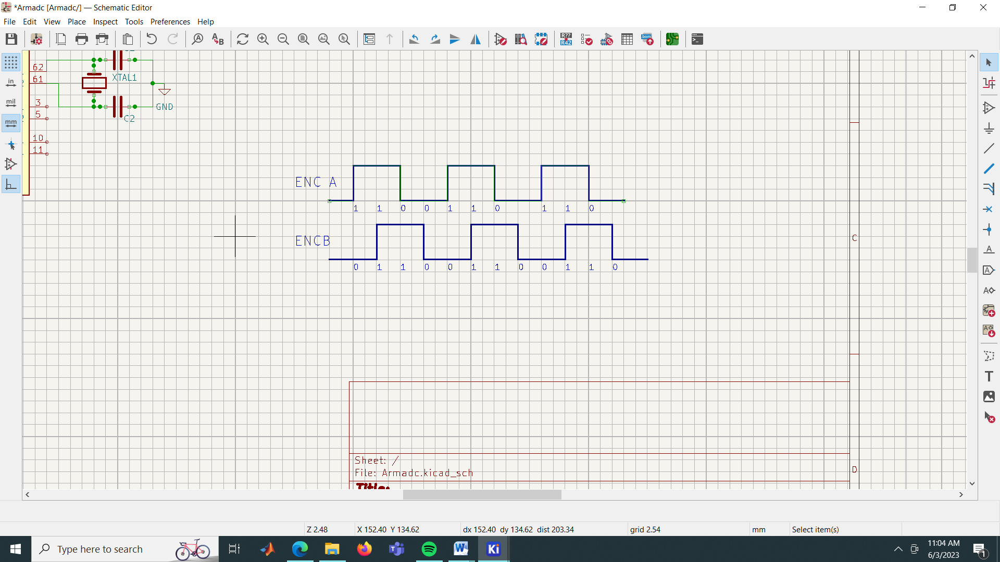 *Armadc [Armadc/] — Schematic Editor
File Edit View Place Inspect Tools Preferences Help
R?? R42
bom
in
mil
mm
62
61
3
5
10
11
XTAL1
GND
C2
ENC A
1 1 0 0 1 1 0 1 1 0
ENCB
0 1 1 0 0 1 1 0 0 1 1 0
C
D
Sheet: /
File: Armadc.kicad_sch
Title:
Z 2.48
X 152.40 Y 134.62
dx 152.40 dy 134.62 dist 203.34
grid 2.54
mm
Select item(s)
Type here to search
Ki
11:04 AM
6/3/2023
1